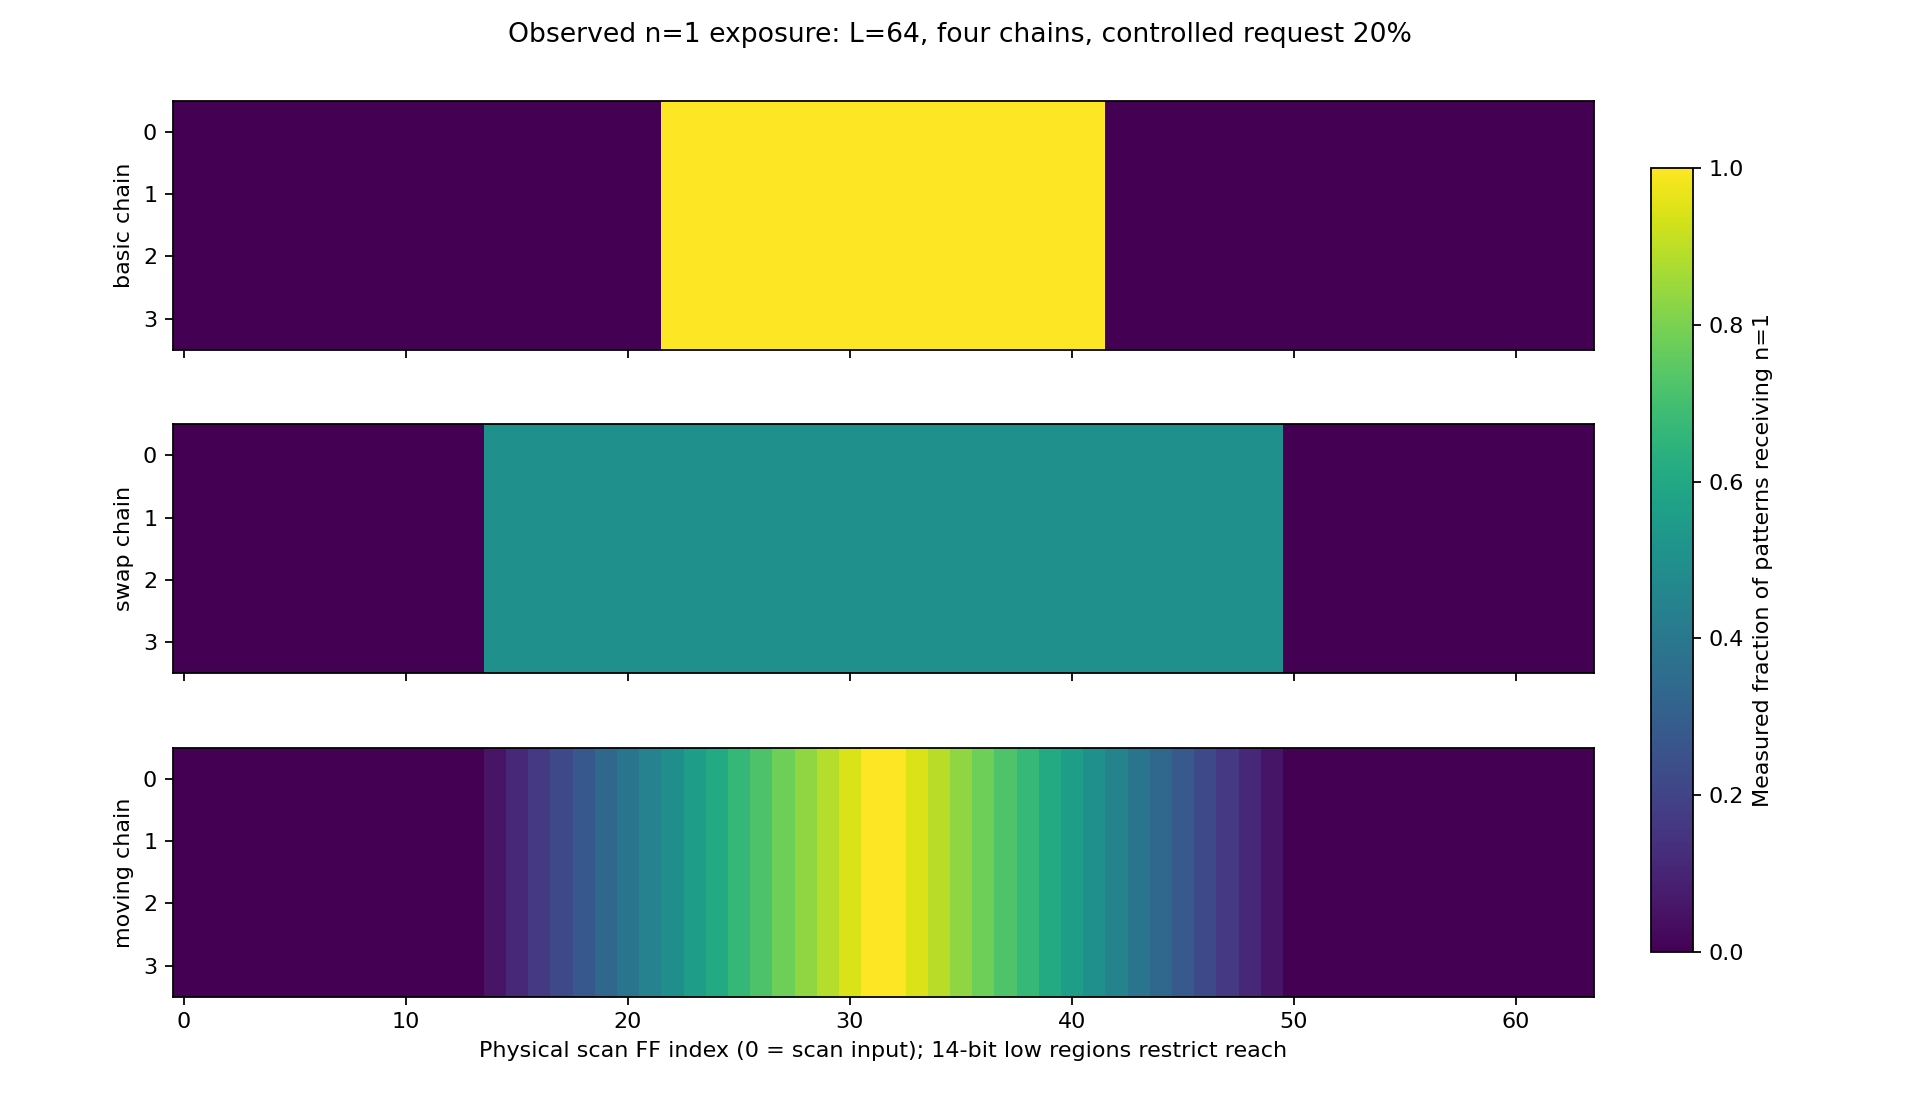 Observed n=1 exposure: L=64, four chains, controlled request 20%
basic chain
0
1
2
3
swap chain
0
1
2
3
moving chain
0
1
2
3
0 10 20 30 40 50 60
Physical scan FF index (0 = scan input); 14-bit low regions restrict reach
1.0
0.8
0.6
0.4
0.2
0.0
Measured fraction of patterns receiving n=1